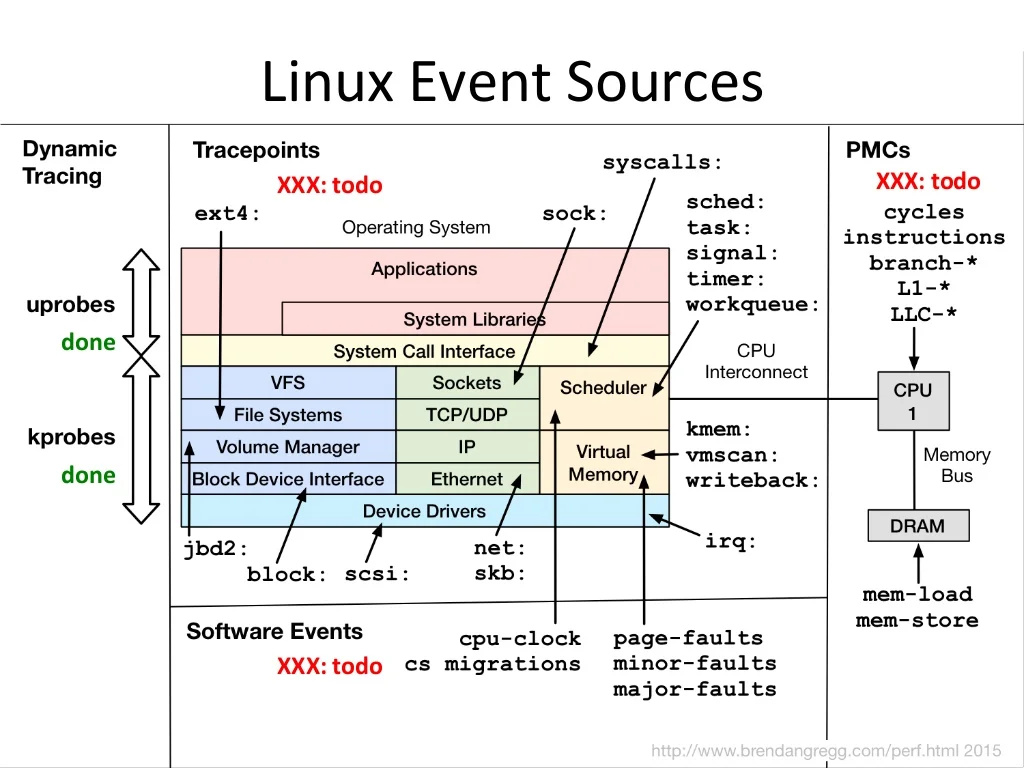 Linux Event Sources
Dynamic
Tracing
uprobes
done
kprobes
done
Tracepoints
XXX: todo
ext4:
Operating System
sock:
syscalls:
sched:
task:
signal:
timer:
workqueue:
Applications
System Libraries
System Call Interface
VFS
Sockets
Scheduler
File Systems
TCP/UDP
Volume Manager
IP
Virtual
Memory
Block Device Interface
Ethernet
Device Drivers
CPU
Interconnect
kmem:
vmscan:
writeback:
jbd2:
block:
scsi:
net:
skb:
irq:
Software Events
XXX: todo
cpu-clock
cs migrations
page-faults
minor-faults
major-faults
PMCs
XXX: todo
cycles
instructions
branch-*
L1-*
LLC-*
CPU
1
Memory
Bus
DRAM
mem-load
mem-store
http://www.brendangregg.com/perf.html 2015